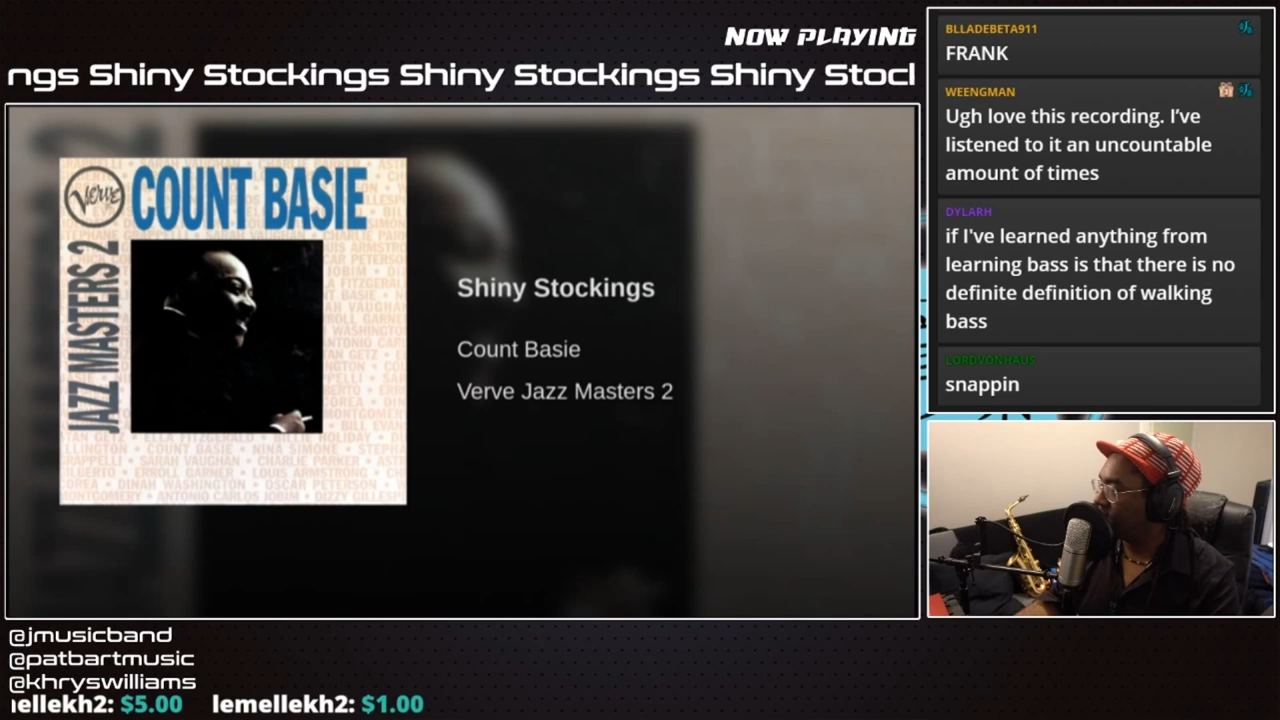 NOW PLAYING
ngs Shiny Stockings Shiny Stockings Shiny Stocl
Verve
COUNT BASIE
JAZZ MASTERS 2
Shiny Stockings
Count Basie
Verve Jazz Masters 2
BLLADEBETA911
FRANK
WEENGMAN
Ugh love this recording. I've
listened to it an uncountable
amount of times
DYLARH
if I've learned anything from
learning bass is that there is no
definite definition of walking
bass
LORDVONHAUS
snappin
@jmusicband
@patbartmusic
@khryswilliams
ellekh2: $5.00 lemellekh2: $1.00